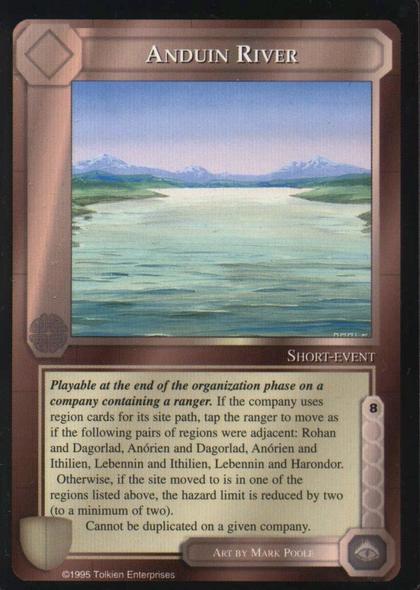 ANDUIN RIVER
SHORT-EVENT
Playable at the end of the organization phase on a
company containing a ranger. If the company uses
region cards for its site path, tap the ranger to move as
if the following pairs of regions were adjacent: Rohan
and Dagorlad, Anórien and Dagorlad, Anórien and
Ithilien, Lebennin and Ithilien, Lebennin and Harondor.
Otherwise, if the site moved to is in one of the
regions listed above, the hazard limit is reduced by two
(to a minimum of two).
Cannot be duplicated on a given company.
8
ART BY MARK POOLE
©1995 Tolkien Enterprises